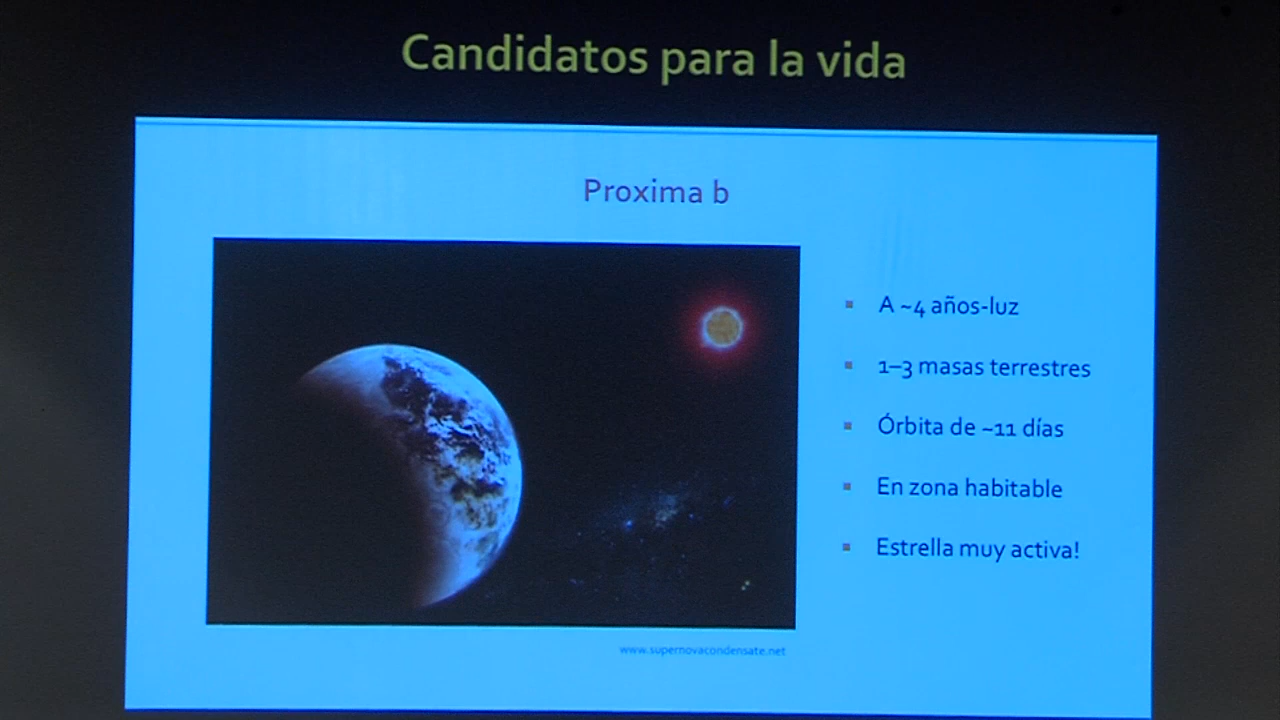 Candidatos para la vida
Proxima b
A ~4 años-luz
1–3 masas terrestres
Órbita de ~11 días
En zona habitable
Estrella muy activa!
www.supernovacondensate.net